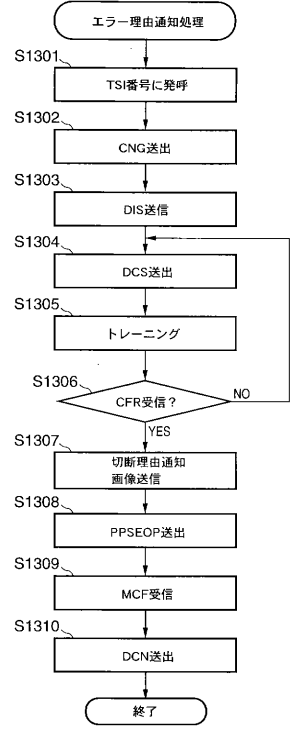 エラー理由通知処理
S1301
TSI番号に発呼
S1302
CNG送出
S1303
DIS送信
S1304
DCS送出
S1305
トレーニング
S1306
CFR受信？
NO
YES
S1307
切断理由通知
画像送信
S1308
PPSEOP送出
S1309
MCF受信
S1310
DCN送出
終了